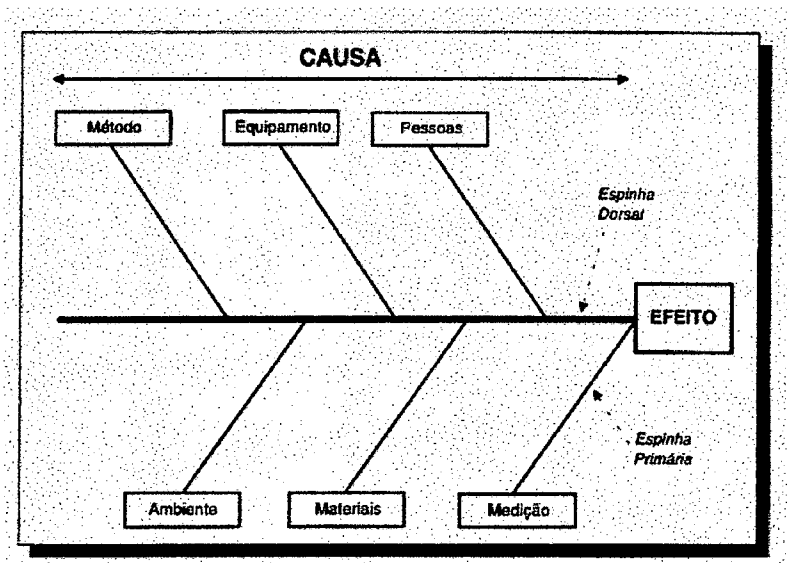 CAUSA
Método
Equipamento
Pessoas
Espinha
Dorsal
EFEITO
Espinha
Primária
Ambiente
Materiais
Medição